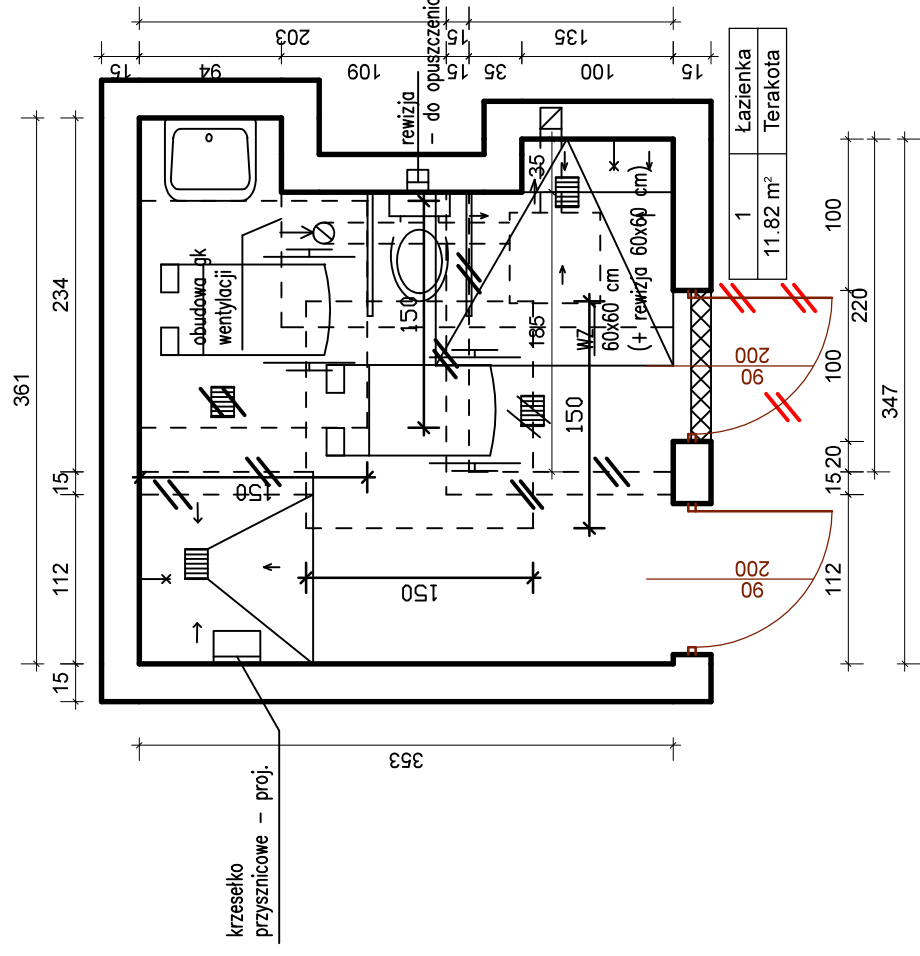 203
15
135
15
94
109
15
35
100
15
rewizja
– do opuszczenia
1
Łazienka
11.82 m²
Terakota
361
234
15
112
15
obudowa gk
wentylacji
150
35
185
WZ
60x60 cm
(+ rewizja 60x60 cm)
150
150
150
353
100
220
100
347
20
15
112
90
200
90
200
krzesełko
przysznicowe – proj.